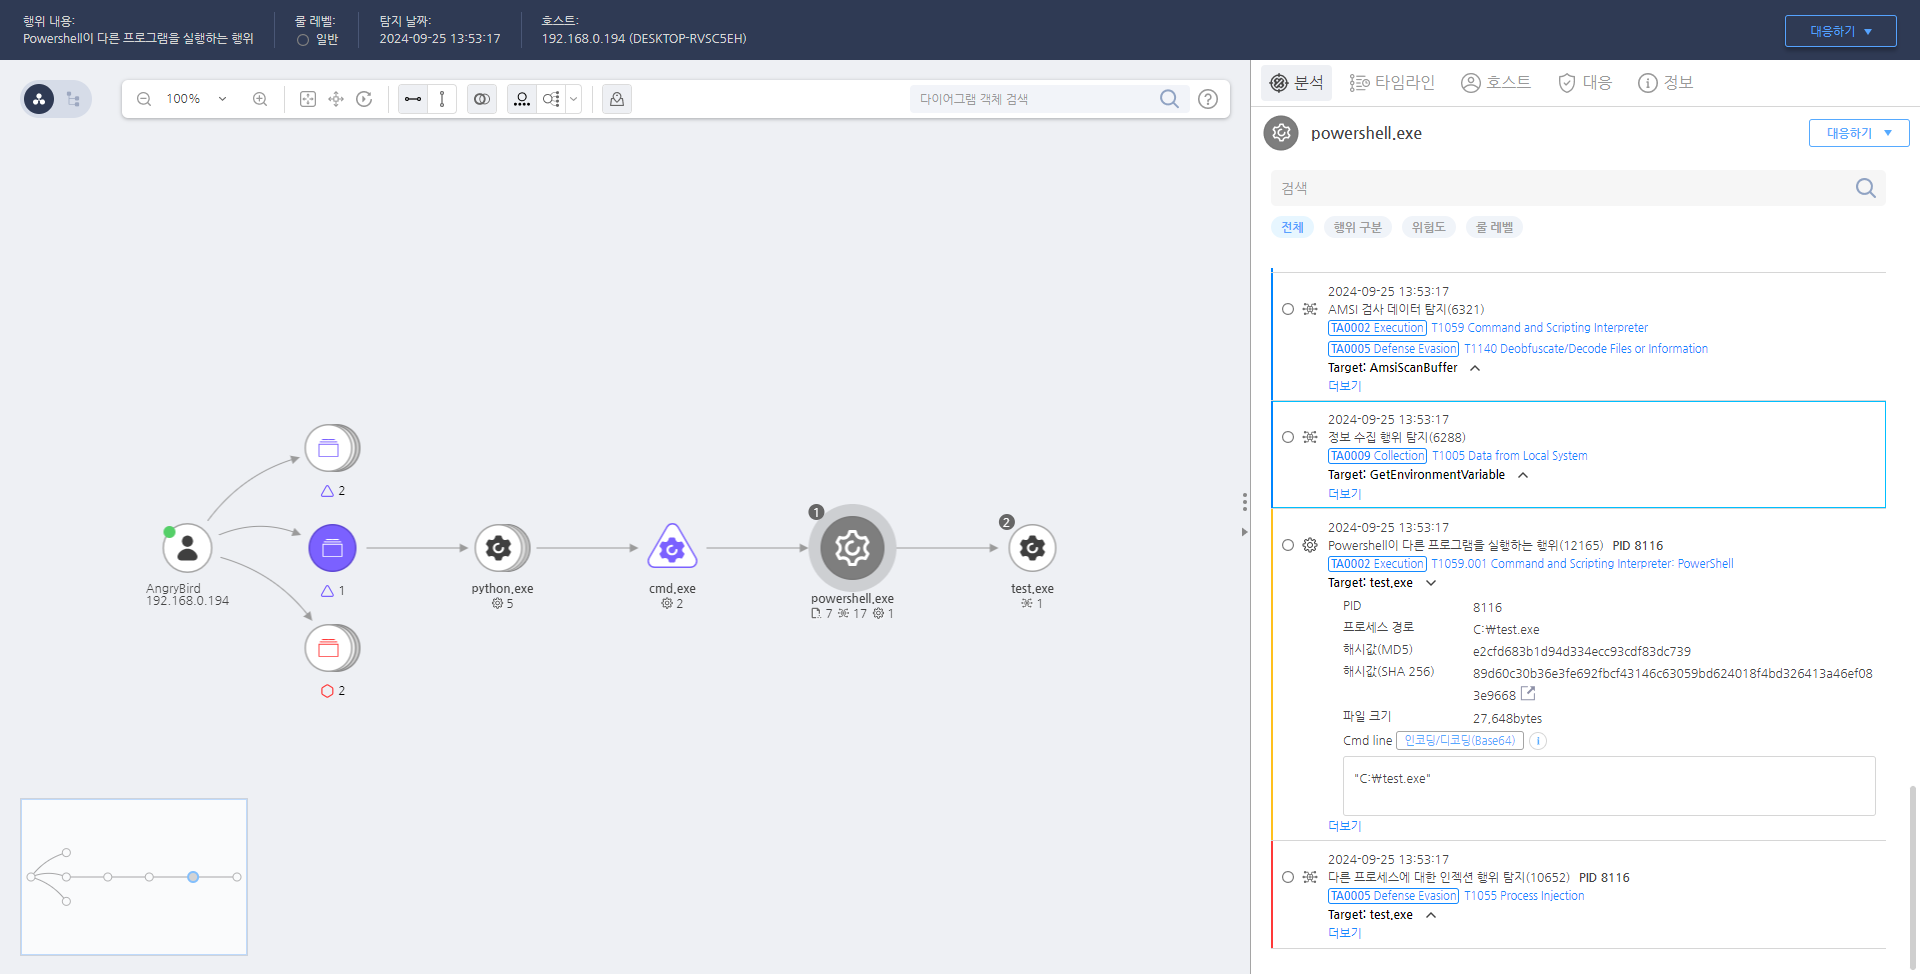 행위 내용:
Powershell이 다른 프로그램을 실행하는 행위
룰 레벨:
일반
탐지 날짜:
2024-09-25 13:53:17
호스트:
192.168.0.194 (DESKTOP-RVSC5EH)
대응하기
100%
다이어그램 객체 검색
2
AngryBird
192.168.0.194
1
2
python.exe
5
cmd.exe
2
1
powershell.exe
7 17 1
2
test.exe
1
분석 타임라인 호스트 대응 정보
powershell.exe
대응하기
검색
전체 행위 구분 위험도 룰 레벨
2024-09-25 13:53:17
AMSI 검사 데이터 탐지(6321)
TA0002 Execution T1059 Command and Scripting Interpreter
TA0005 Defense Evasion T1140 Deobfuscate/Decode Files or Information
Target: AmsiScanBuffer
더보기
2024-09-25 13:53:17
정보 수집 행위 탐지(6288)
TA0009 Collection T1005 Data from Local System
Target: GetEnvironmentVariable
더보기
2024-09-25 13:53:17
Powershell이 다른 프로그램을 실행하는 행위(12165) PID 8116
TA0002 Execution T1059.001 Command and Scripting Interpreter: PowerShell
Target: test.exe
PID 8116
프로세스 경로 C:₩test.exe
해시값(MD5) e2cfd683b1d94d334ecc93cdf83dc739
해시값(SHA 256) 89d60c30b36e3fe692fbcf43146c63059bd624018f4bd326413a46ef08
3e9668
파일 크기 27,648bytes
Cmd line 인코딩/디코딩(Base64) i
"C:₩test.exe"
더보기
2024-09-25 13:53:17
다른 프로세스에 대한 인젝션 행위 탐지(10652) PID 8116
TA0005 Defense Evasion T1055 Process Injection
Target: test.exe
더보기